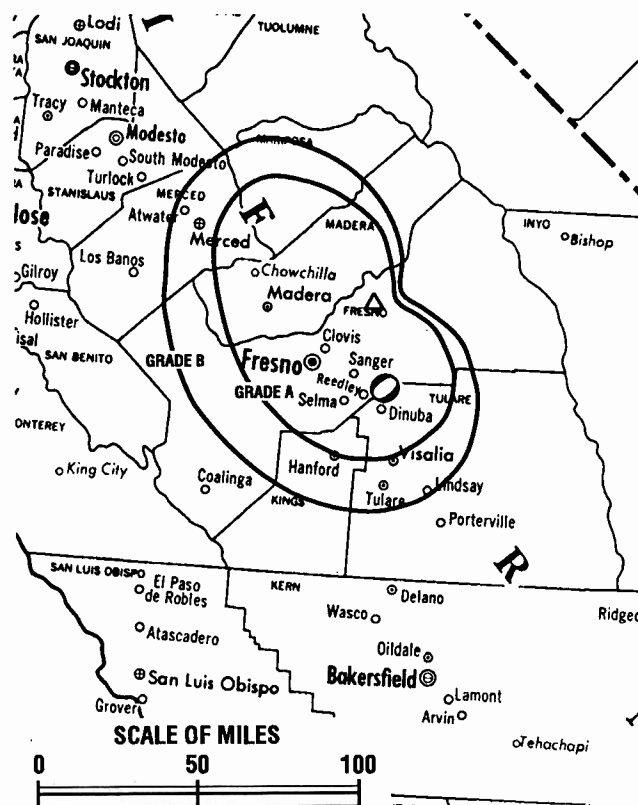 Lodi
TUOLUMNE
SAN JOAQUIN
Stockton
Tracy
Manteca
Modesto
MARIPOSA
Paradise
South Modesto
Turlock
STANISLAUS
MERCED
Atwater
F
lose
Merced
MADERA
INYO
Bishop
s
Los Banos
Chowchilla
Gilroy
Madera
FRESNO
Hollister
isal
Clovis
SAN BENITO
GRADE B
Fresno
Sanger
GRADE A
Reedley
TULARE
Selma
Dinuba
ONTEREY
Visalia
Hanford
King City
Coalinga
Lindsay
KINGS
Tulare
Porterville
R
SAN LUIS OBISPO
KERN
El Paso
de Robles
Delano
Wasco
Ridgec
Atascadero
Oildale
Bakersfield
San Luis Obispo
Lamont
Grover
Arvin
SCALE OF MILES
Tehachapi
0 50 100